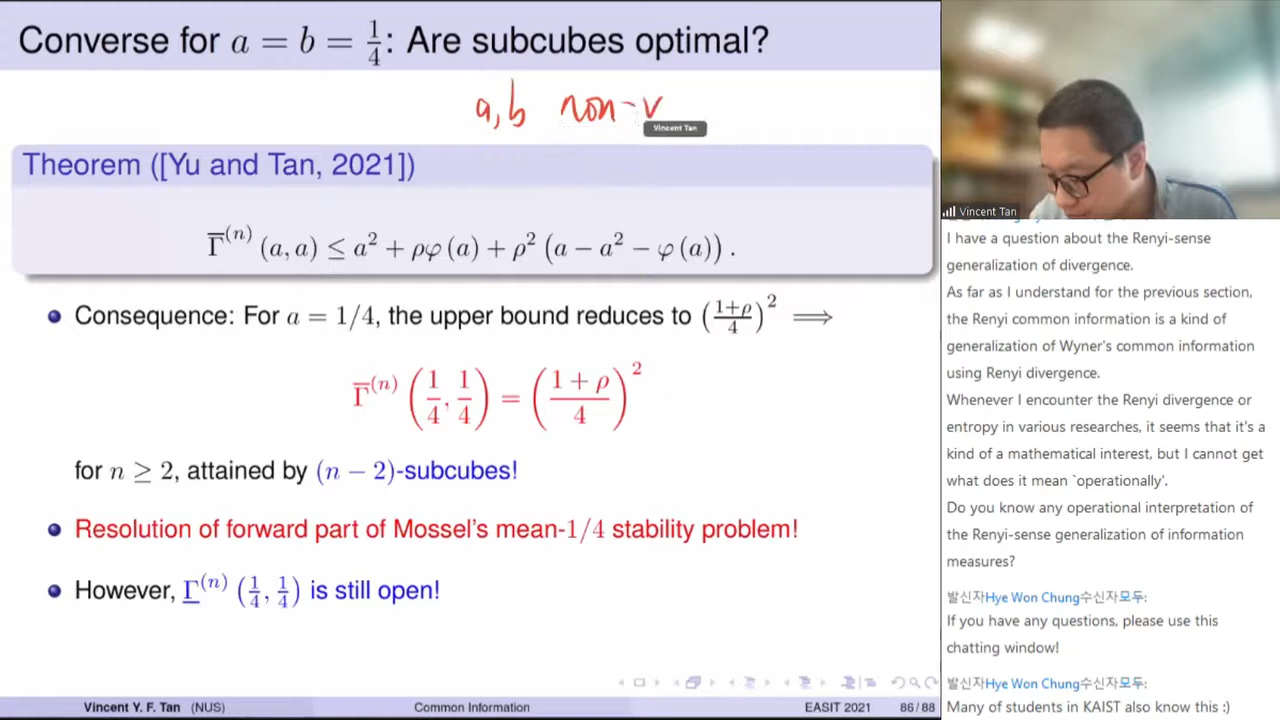 Converse for a = b = 1/4: Are subcubes optimal?
a, b non-v
Vincent Tan
Theorem ([Yu and Tan, 2021])
Γ̅⁽ⁿ⁾ (a, a) ≤ a² + ρφ (a) + ρ² (a − a² − φ (a)) .
Consequence: For a = 1/4, the upper bound reduces to ((1+ρ)/4)² ⟹
Γ̅⁽ⁿ⁾ (1/4, 1/4) = ((1 + ρ)/4)²
for n ≥ 2, attained by (n − 2)-subcubes!
Resolution of forward part of Mossel's mean-1/4 stability problem!
However, Γ̲⁽ⁿ⁾ (1/4, 1/4) is still open!
Vincent Y. F. Tan (NUS) Common Information EASIT 2021 86 / 88
Vincent Tan
I have a question about the Renyi-sense
generalization of divergence.
As far as I understand for the previous section,
the Renyi common information is a kind of
generalization of Wyner's common information
using Renyi divergence.
Whenever I encounter the Renyi divergence or
entropy in various researches, it seems that it's a
kind of a mathematical interest, but I cannot get
what does it mean `operationally'.
Do you know any operational interpretation of
the Renyi-sense generalization of information
measures?
발신자Hye Won Chung수신자모두:
If you have any questions, please use this
chatting window!
발신자Hye Won Chung수신자모두:
Many of students in KAIST also know this :)